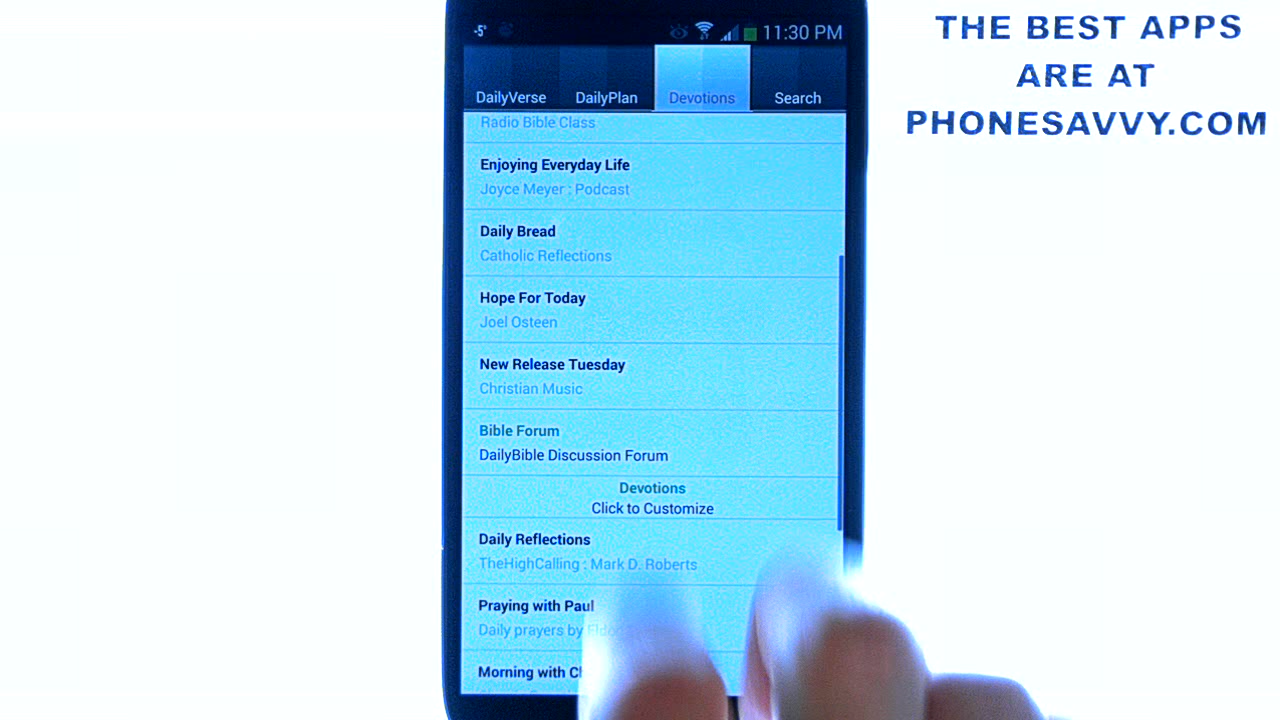 -5°
11:30 PM
THE BEST APPS
ARE AT
PHONESAVVY.COM
DailyVerse
DailyPlan
Devotions
Search
Radio Bible Class
Enjoying Everyday Life
Joyce Meyer : Podcast
Daily Bread
Catholic Reflections
Hope For Today
Joel Osteen
New Release Tuesday
Christian Music
Bible Forum
DailyBible Discussion Forum
Devotions
Click to Customize
Daily Reflections
TheHighCalling : Mark D. Roberts
Praying with Paul
Daily prayers by
Morning with